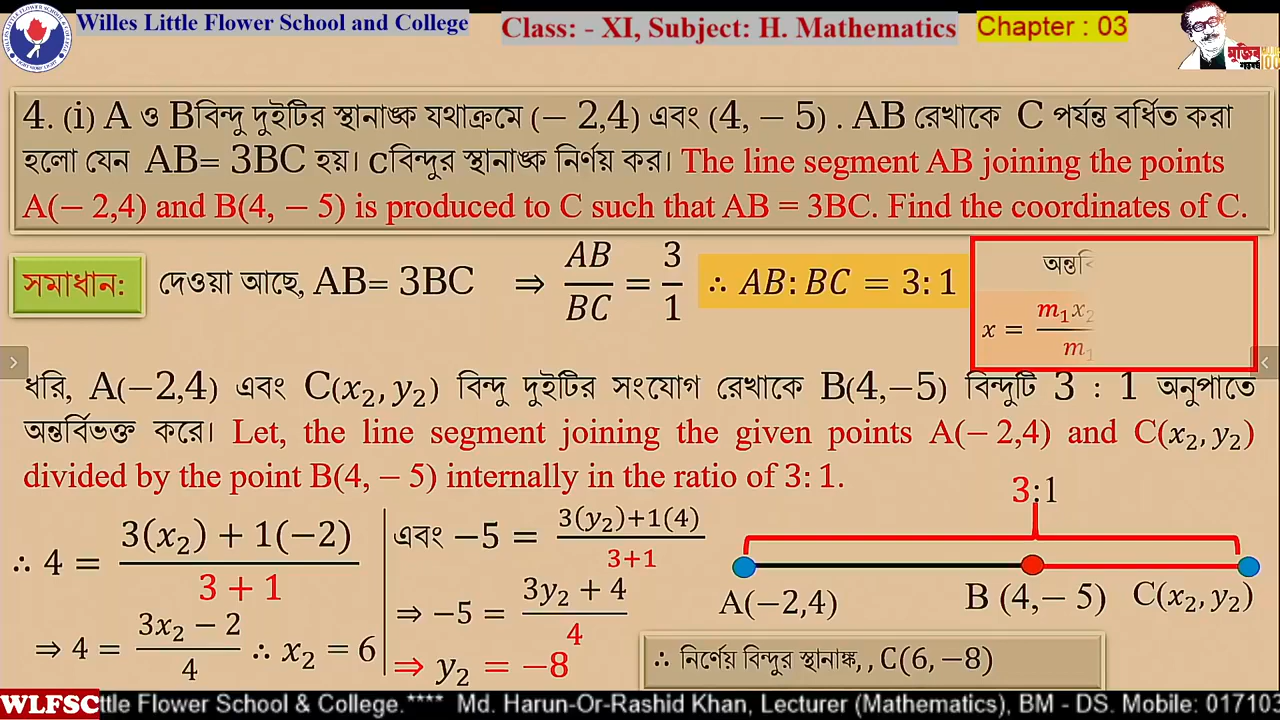 Willes Little Flower School and College
Class: - XI, Subject: H. Mathematics
Chapter : 03
মুজিব
শতবর্ষ 100
4. (i) A ও Bবিন্দু দুইটির স্থানাঙ্ক যথাক্রমে (− 2,4) এবং (4, − 5) . AB রেখাকে C পর্যন্ত বর্ধিত করা
হলো যেন AB= 3BC হয়। cবিন্দুর স্থানাঙ্ক নির্ণয় কর। The line segment AB joining the points
A(− 2,4) and B(4, − 5) is produced to C such that AB = 3BC. Find the coordinates of C.
সমাধান: দেওয়া আছে, AB= 3BC ⇒ AB/BC = 3/1 ∴ AB: BC = 3: 1
x = m₁x₂
m₁
ধরি, A(−2,4) এবং C(x₂, y₂) বিন্দু দুইটির সংযোগ রেখাকে B(4,−5) বিন্দুটি 3 : 1 অনুপাতে
অন্তর্বিভক্ত করে। Let, the line segment joining the given points A(− 2,4) and C(x₂, y₂)
divided by the point B(4, − 5) internally in the ratio of 3: 1.
3:1
∴ 4 = (3(x₂) + 1(−2))/(3 + 1)
⇒ 4 = (3x₂ − 2)/4 ∴ x₂ = 6
এবং −5 = (3(y₂)+1(4))/(3+1)
⇒ −5 = (3y₂ + 4)/4
⇒ y₂ = −8
A(−2,4) B (4,− 5) C(x₂, y₂)
∴ নির্ণেয় বিন্দুর স্থানাঙ্ক, , C(6, −8)
WLFSC ttle Flower School & College.**** Md. Harun-Or-Rashid Khan, Lecturer (Mathematics), BM - DS. Mobile: 017103